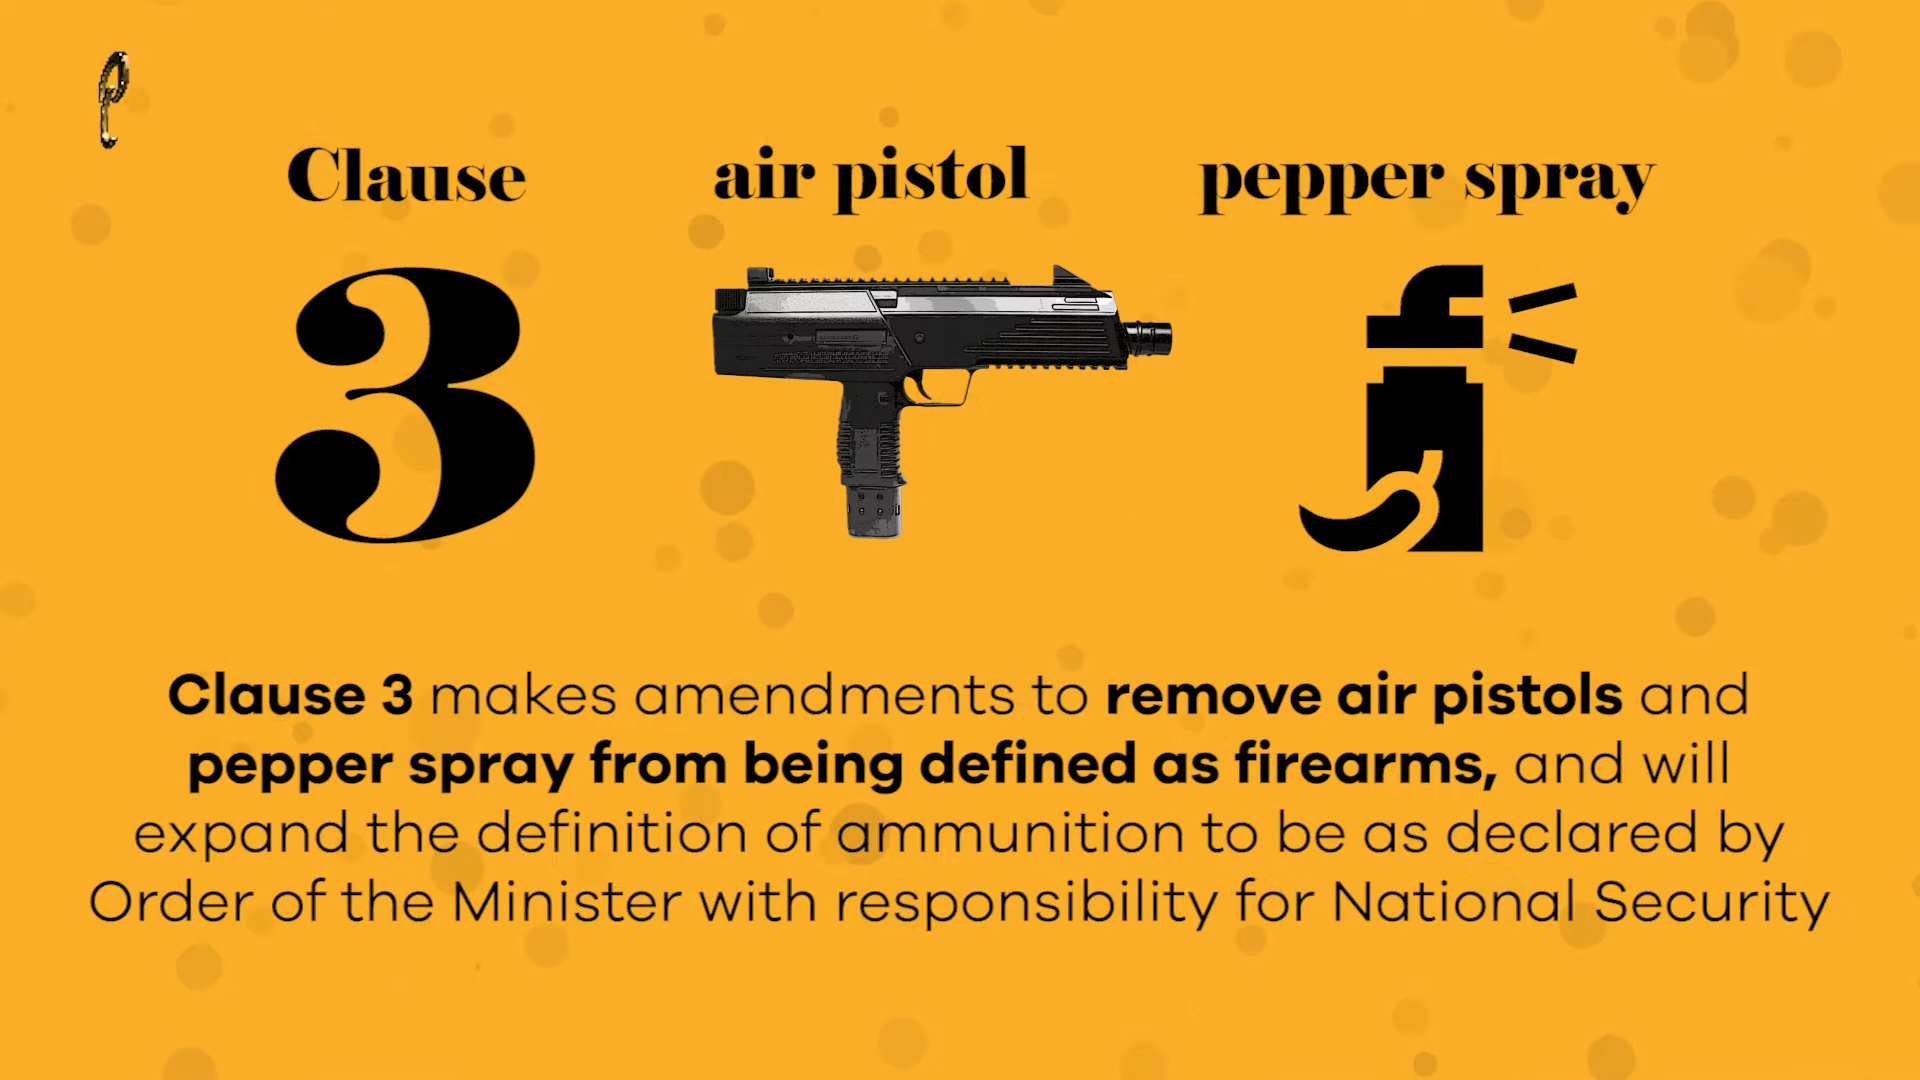 Clause
air pistol
pepper spray
3
Clause 3 makes amendments to remove air pistols and
pepper spray from being defined as firearms, and will
expand the definition of ammunition to be as declared by
Order of the Minister with responsibility for National Security